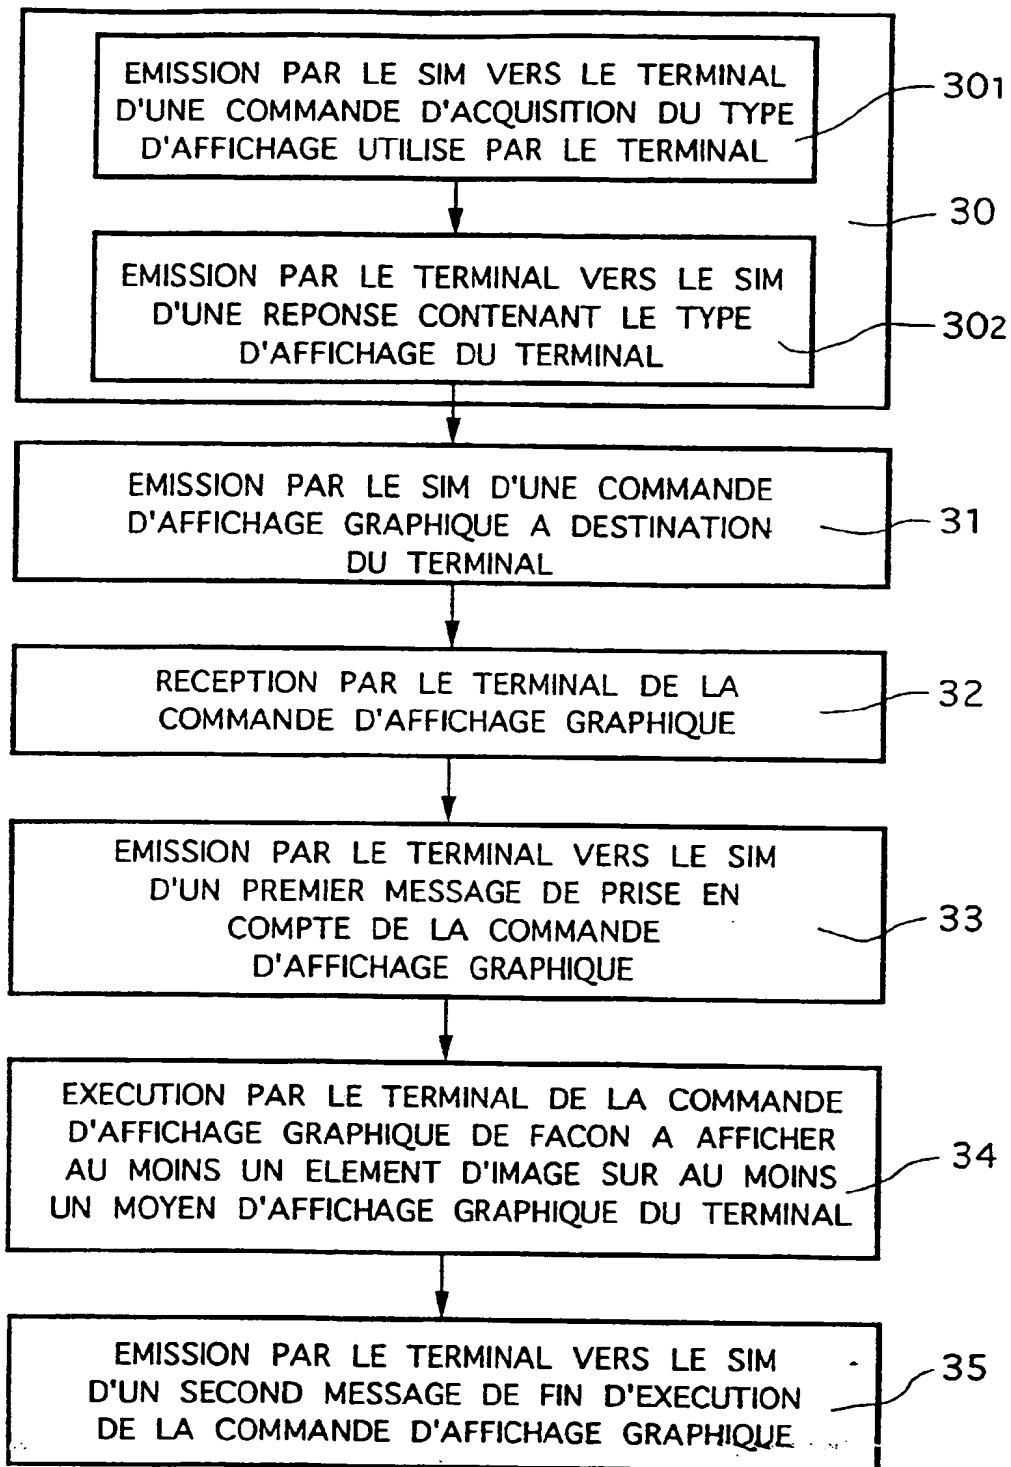 EMISSION PAR LE SIM VERS LE TERMINAL
D'UNE COMMANDE D'ACQUISITION DU TYPE
D'AFFICHAGE UTILISE PAR LE TERMINAL
301
30
EMISSION PAR LE TERMINAL VERS LE SIM
D'UNE REPONSE CONTENANT LE TYPE
D'AFFICHAGE DU TERMINAL
302
EMISSION PAR LE SIM D'UNE COMMANDE
D'AFFICHAGE GRAPHIQUE A DESTINATION
DU TERMINAL
31
RECEPTION PAR LE TERMINAL DE LA
COMMANDE D'AFFICHAGE GRAPHIQUE
32
EMISSION PAR LE TERMINAL VERS LE SIM
D'UN PREMIER MESSAGE DE PRISE EN
COMPTE DE LA COMMANDE
D'AFFICHAGE GRAPHIQUE
33
EXECUTION PAR LE TERMINAL DE LA COMMANDE
D'AFFICHAGE GRAPHIQUE DE FACON A AFFICHER
AU MOINS UN ELEMENT D'IMAGE SUR AU MOINS
UN MOYEN D'AFFICHAGE GRAPHIQUE DU TERMINAL
34
EMISSION PAR LE TERMINAL VERS LE SIM
D'UN SECOND MESSAGE DE FIN D'EXECUTION
DE LA COMMANDE D'AFFICHAGE GRAPHIQUE
35